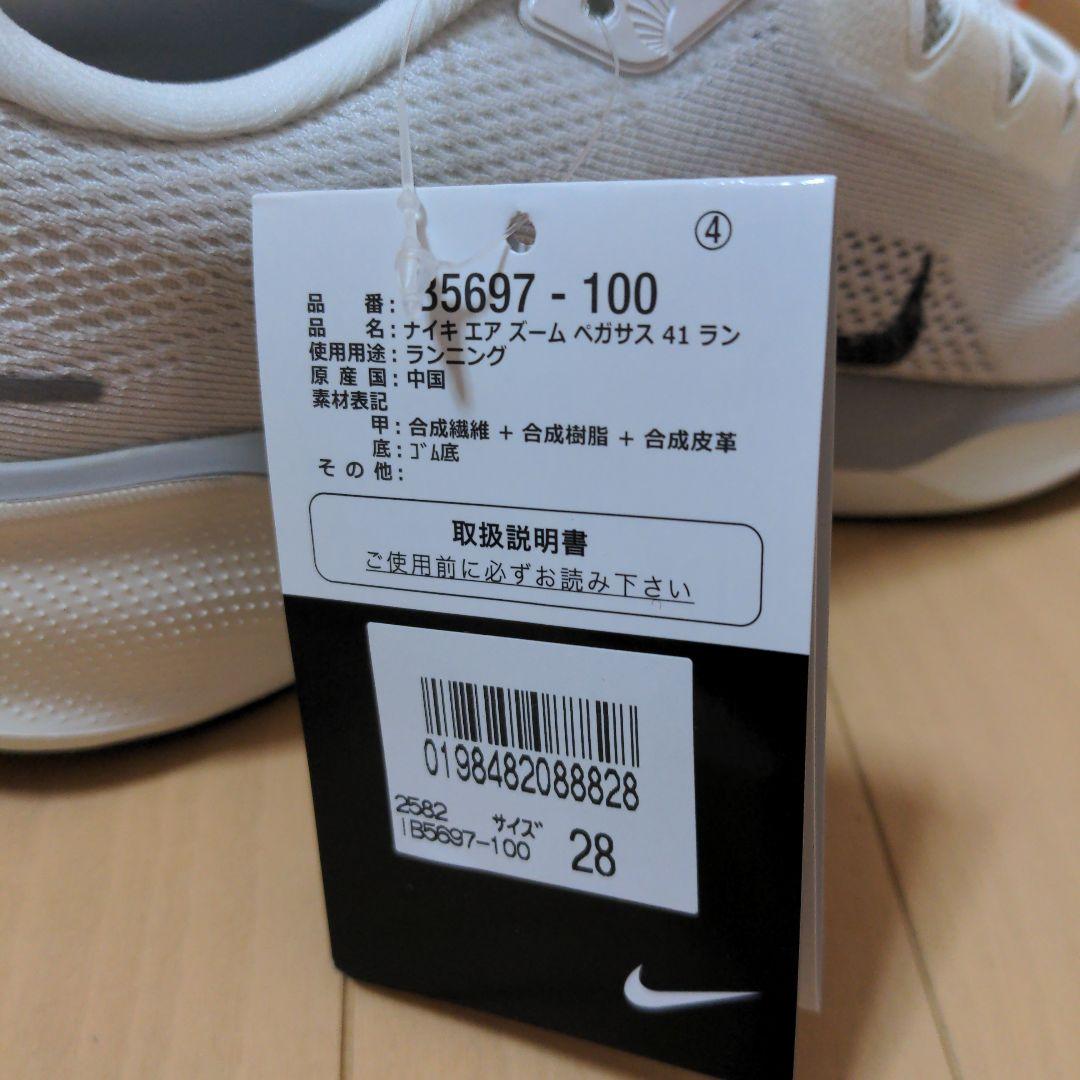 ④
品 番: B5697 - 100
品 名: ナイキ エア ズーム ペガサス 41 ラン
使用用途: ランニング
原産国: 中国
素材表記
甲: 合成繊維 + 合成樹脂 + 合成皮革
底: ｺﾞﾑ底
その他:
取扱説明書
ご使用前に必ずお読み下さい
0198482088828
2582 サイズ 28
IB5697-100